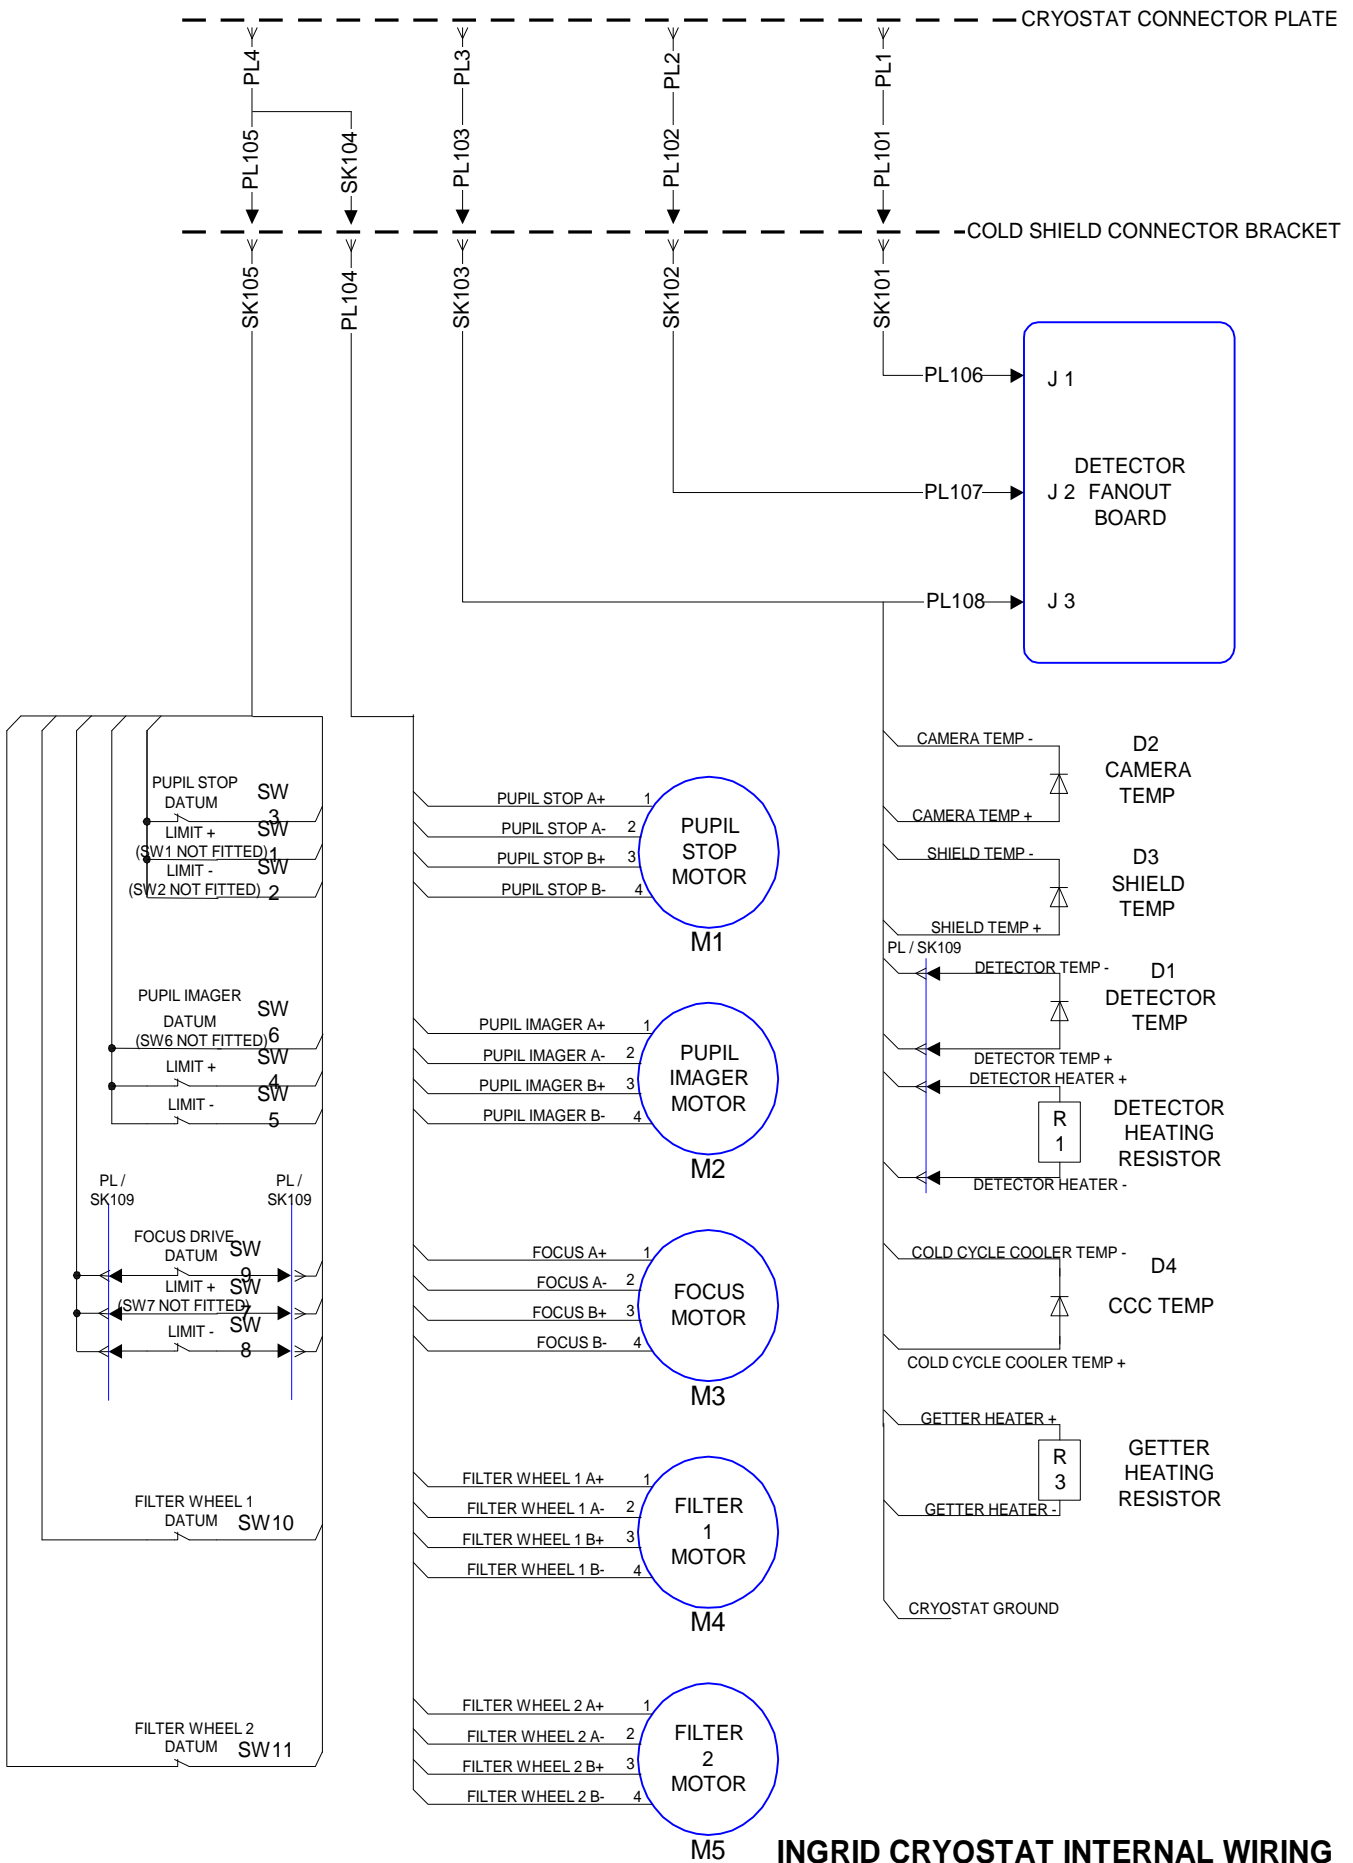 CRYOSTAT CONNECTOR PLATE
PL4
PL3
PL2
PL1
PL105
SK104
PL103
PL102
PL101
COLD SHIELD CONNECTOR BRACKET
SK105
PL104
SK103
SK102
SK101
PL106
J 1
DETECTOR
FANOUT
BOARD
PL107
J 2
PL108
J 3
PUPIL STOP
DATUM
SW
3
LIMIT +
(SW1 NOT FITTED)
SW
1
LIMIT -
(SW2 NOT FITTED)
SW
2
PUPIL IMAGER
DATUM
(SW6 NOT FITTED)
SW
6
LIMIT +
SW
4
LIMIT -
SW
5
PL /
SK109
PL /
SK109
FOCUS DRIVE
DATUM
SW
9
LIMIT +
(SW7 NOT FITTED)
SW
7
LIMIT -
SW
8
FILTER WHEEL 1
DATUM
SW10
FILTER WHEEL 2
DATUM
SW11
PUPIL STOP A+ 1
PUPIL STOP A- 2
PUPIL STOP B+ 3
PUPIL STOP B- 4
PUPIL
STOP
MOTOR
M1
PUPIL IMAGER A+ 1
PUPIL IMAGER A- 2
PUPIL IMAGER B+ 3
PUPIL IMAGER B- 4
PUPIL
IMAGER
MOTOR
M2
FOCUS A+ 1
FOCUS A- 2
FOCUS B+ 3
FOCUS B- 4
FOCUS
MOTOR
M3
FILTER WHEEL 1 A+ 1
FILTER WHEEL 1 A- 2
FILTER WHEEL 1 B+ 3
FILTER WHEEL 1 B- 4
FILTER
1
MOTOR
M4
FILTER WHEEL 2 A+ 1
FILTER WHEEL 2 A- 2
FILTER WHEEL 2 B+ 3
FILTER WHEEL 2 B- 4
FILTER
2
MOTOR
M5
CAMERA TEMP -
CAMERA TEMP +
D2
CAMERA
TEMP
SHIELD TEMP -
SHIELD TEMP +
D3
SHIELD
TEMP
PL / SK109
DETECTOR TEMP -
DETECTOR TEMP +
D1
DETECTOR
TEMP
DETECTOR HEATER +
DETECTOR HEATER -
R
1
DETECTOR
HEATING
RESISTOR
COLD CYCLE COOLER TEMP -
COLD CYCLE COOLER TEMP +
D4
CCC TEMP
GETTER HEATER +
GETTER HEATER -
R
3
GETTER
HEATING
RESISTOR
CRYOSTAT GROUND
INGRID CRYOSTAT INTERNAL WIRING